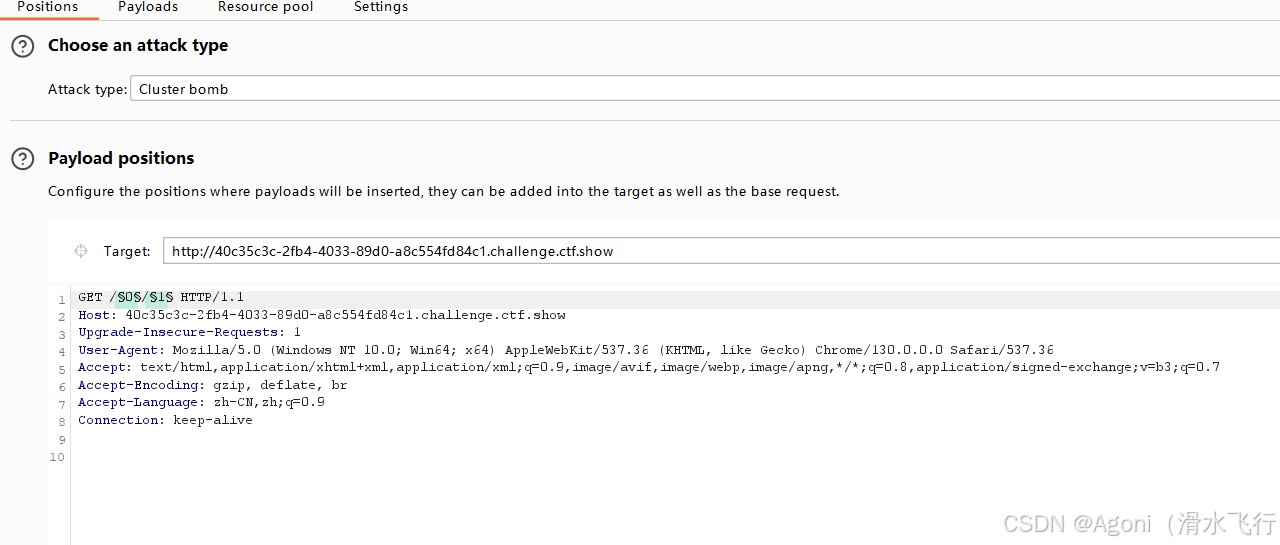 Positions Payloads Resource pool Settings
? Choose an attack type
Attack type: Cluster bomb
? Payload positions
Configure the positions where payloads will be inserted, they can be added into the target as well as the base request.
Target: http://40c35c3c-2fb4-4033-89d0-a8c554fd84c1.challenge.ctf.show
1 GET /§0§/§1§ HTTP/1.1
2 Host: 40c35c3c-2fb4-4033-89d0-a8c554fd84c1.challenge.ctf.show
3 Upgrade-Insecure-Requests: 1
4 User-Agent: Mozilla/5.0 (Windows NT 10.0; Win64; x64) AppleWebKit/537.36 (KHTML, like Gecko) Chrome/130.0.0.0 Safari/537.36
5 Accept: text/html,application/xhtml+xml,application/xml;q=0.9,image/avif,image/webp,image/apng,*/*;q=0.8,application/signed-exchange;v=b3;q=0.7
6 Accept-Encoding: gzip, deflate, br
7 Accept-Language: zh-CN,zh;q=0.9
8 Connection: keep-alive
9
10
CSDN @Agoni（滑水飞行